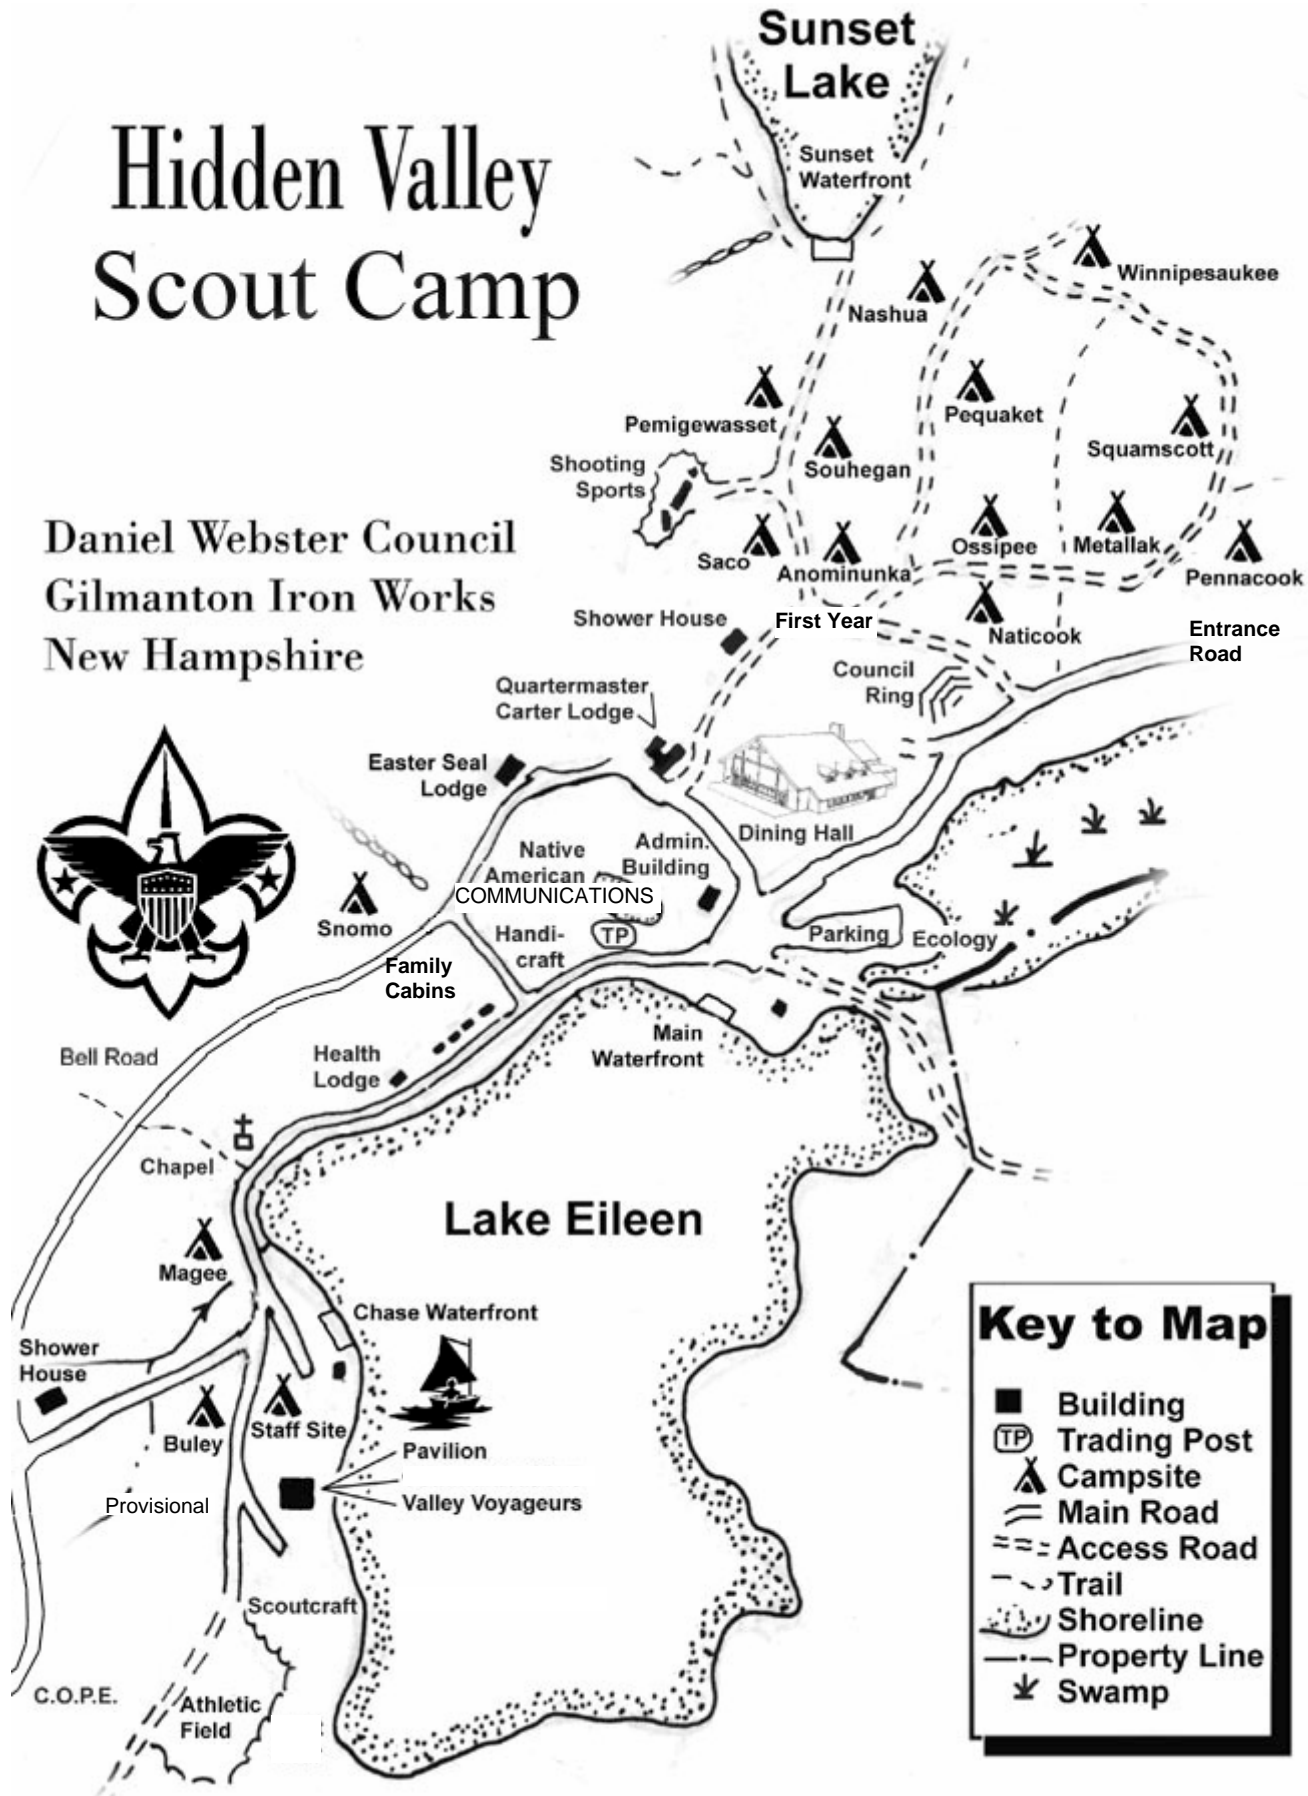 Sunset
Lake
Hidden Valley
Scout Camp
Sunset
Waterfront
Winnipesaukee
Nashua
Pemigewasset
Pequaket
Squamscott
Souhegan
Shooting
Sports
Daniel Webster Council
Gilmanton Iron Works
New Hampshire
Saco
Anominunka
Ossipee
Metallak
Pennacook
Shower House
First Year
Naticook
Entrance
Road
Council
Ring
Quartermaster
Carter Lodge
Easter Seal
Lodge
Dining Hall
Native
American
Admin.
Building
COMMUNICATIONS
Snomo
Handi-
craft
TP
Parking
Ecology
Family
Cabins
Main
Waterfront
Bell Road
Health
Lodge
Chapel
Lake Eileen
Magee
Chase Waterfront
Shower
House
Buley
Staff Site
Pavilion
Valley Voyageurs
Provisional
Scoutcraft
C.O.P.E.
Athletic
Field
Key to Map
Building
TP Trading Post
Campsite
Main Road
Access Road
Trail
Shoreline
Property Line
Swamp